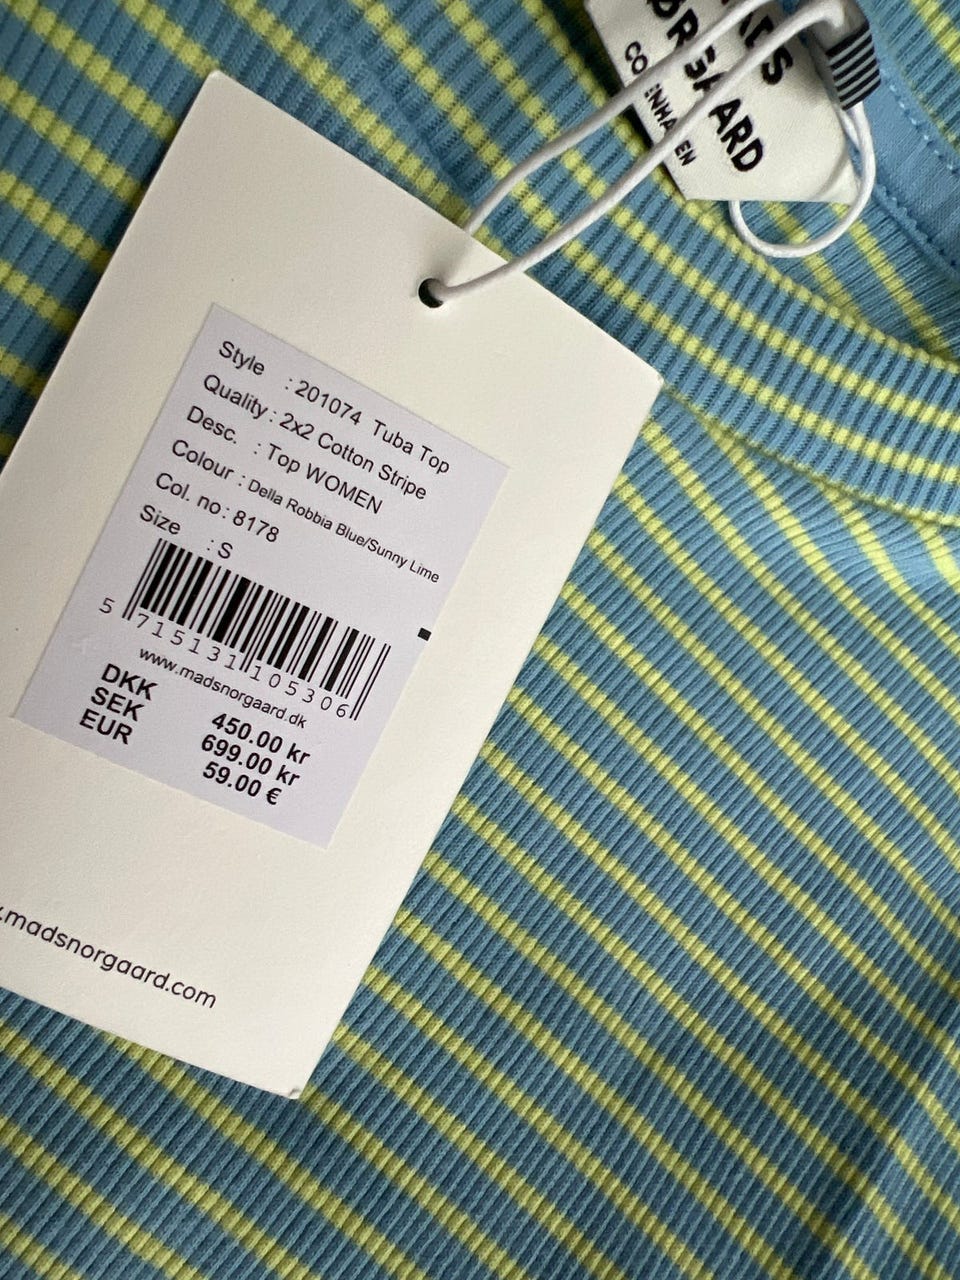 GAARD
COPENHAGEN
Style : 201074 Tuba Top
Quality : 2x2 Cotton Stripe
Desc. : Top WOMEN
Colour : Della Robbia Blue/Sunny Lime
Col. no : 8178
Size : S
5 715131 105306
www.madsnorgaard.dk
DKK 450.00 kr
SEK 699.00 kr
EUR 59.00 €
.madsnorgaard.com